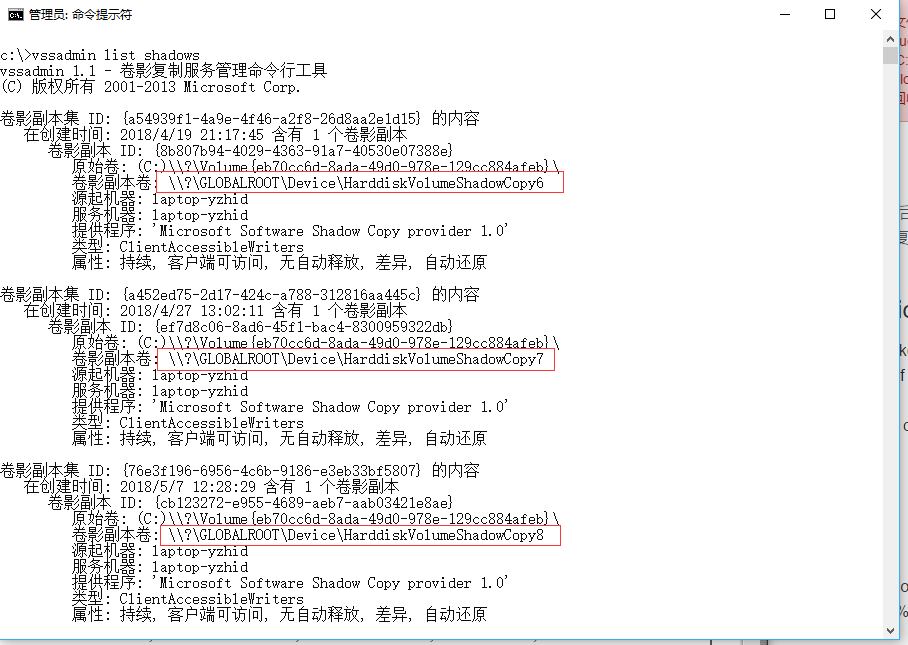 管理员: 命令提示符
c:\>vssadmin list shadows
vssadmin 1.1 - 卷影复制服务管理命令行工具
(C) 版权所有 2001-2013 Microsoft Corp.
卷影副本集 ID: {a54939f1-4a9e-4f46-a2f8-26d8aa2e1d15} 的内容
在创建时间: 2018/4/19 21:17:45 含有 1 个卷影副本
卷影副本 ID: {8b807b94-4029-4363-91a7-40530e07388e}
原始卷: (C:)\\?\Volume{eb70cc6d-8ada-49d0-978e-129cc884afeb}\
卷影副本卷: \\?\GLOBALROOT\Device\HarddiskVolumeShadowCopy6
源起机器: laptop-yzhid
服务机器: laptop-yzhid
提供程序: 'Microsoft Software Shadow Copy provider 1.0'
类型: ClientAccessibleWriters
属性: 持续, 客户端可访问, 无自动释放, 差异, 自动还原
卷影副本集 ID: {a452ed75-2d17-424c-a788-312816aa445c} 的内容
在创建时间: 2018/4/27 13:02:11 含有 1 个卷影副本
卷影副本 ID: {ef7d8c06-8ad6-45f1-bac4-8300959322db}
原始卷: (C:)\\?\Volume{eb70cc6d-8ada-49d0-978e-129cc884afeb}\
卷影副本卷: \\?\GLOBALROOT\Device\HarddiskVolumeShadowCopy7
源起机器: laptop-yzhid
服务机器: laptop-yzhid
提供程序: 'Microsoft Software Shadow Copy provider 1.0'
类型: ClientAccessibleWriters
属性: 持续, 客户端可访问, 无自动释放, 差异, 自动还原
卷影副本集 ID: {76e3f196-6956-4c6b-9186-e3eb33bf5807} 的内容
在创建时间: 2018/5/7 12:28:29 含有 1 个卷影副本
卷影副本 ID: {cb123272-e955-4689-aeb7-aab03421e8ae}
原始卷: (C:)\\?\Volume{eb70cc6d-8ada-49d0-978e-129cc884afeb}\
卷影副本卷: \\?\GLOBALROOT\Device\HarddiskVolumeShadowCopy8
源起机器: laptop-yzhid
服务机器: laptop-yzhid
提供程序: 'Microsoft Software Shadow Copy provider 1.0'
类型: ClientAccessibleWriters
属性: 持续, 客户端可访问, 无自动释放, 差异, 自动还原